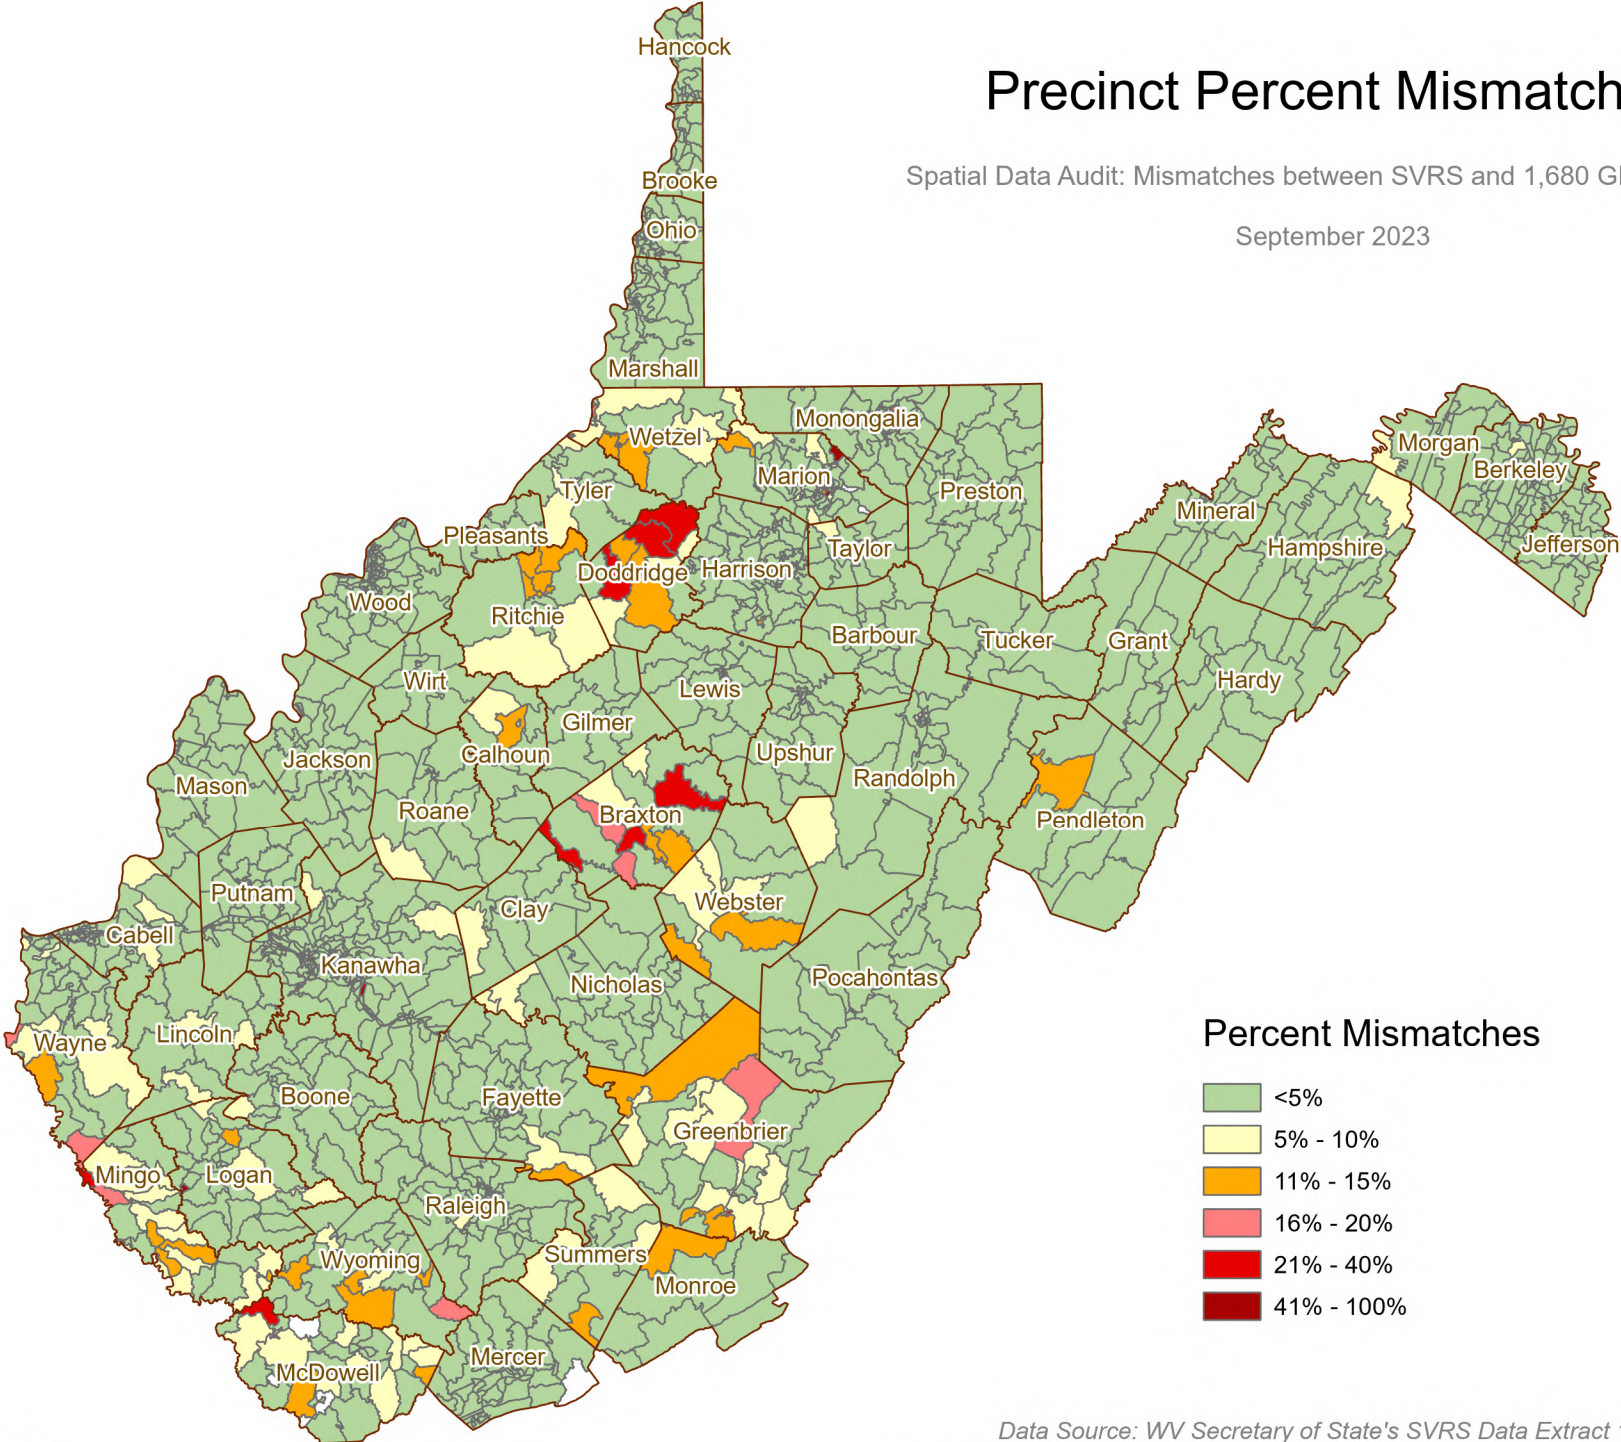 Precinct Percent Mismatch
Spatial Data Audit: Mismatches between SVRS and 1,680
September 2023
Hancock
Brooke
Ohio
Marshall
Wetzel
Monongalia
Marion
Preston
Morgan
Berkeley
Mineral
Hampshire
Jefferson
Tyler
Pleasants
Doddridge
Harrison
Taylor
Wood
Ritchie
Barbour
Tucker
Grant
Hardy
Wirt
Lewis
Gilmer
Calhoun
Upshur
Randolph
Jackson
Mason
Roane
Braxton
Pendleton
Putnam
Clay
Webster
Cabell
Kanawha
Nicholas
Pocahontas
Wayne
Lincoln
Boone
Fayette
Greenbrier
Mingo
Logan
Raleigh
Wyoming
Summers
Monroe
McDowell
Mercer
Percent Mismatches
<5%
5% - 10%
11% - 15%
16% - 20%
21% - 40%
41% - 100%
Data Source: WV Secretary of State's SVRS Data Extract